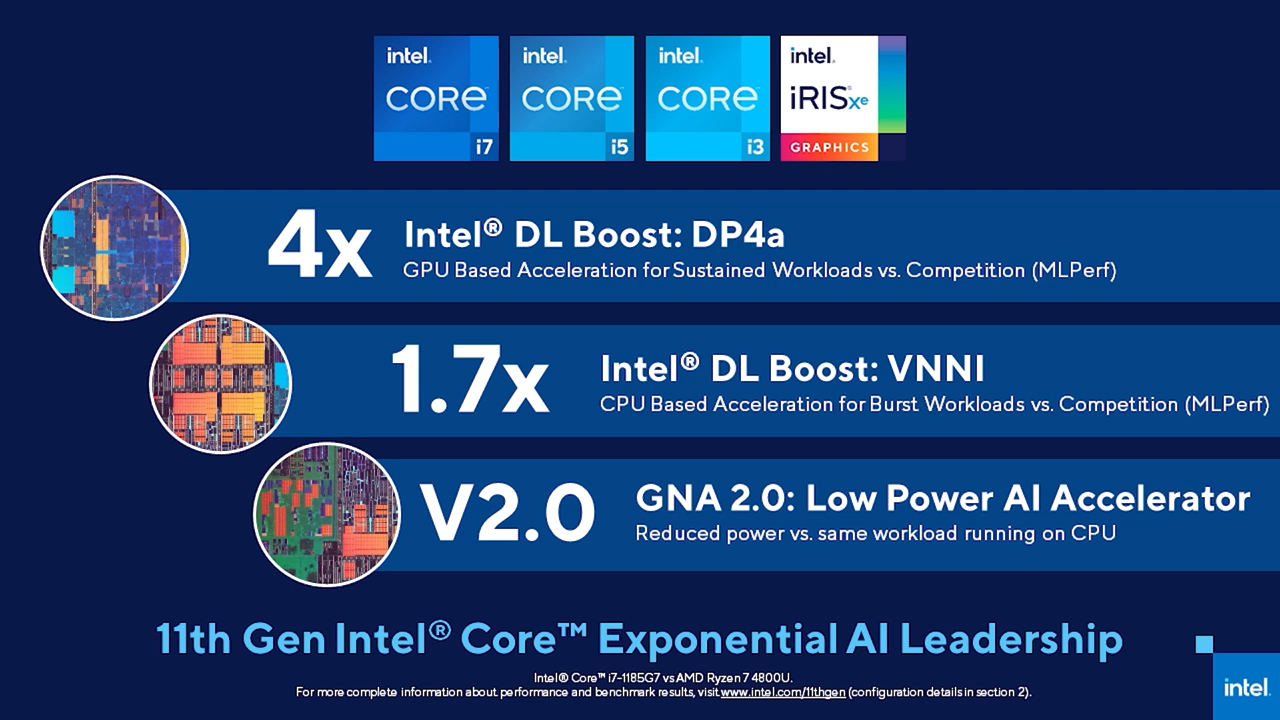 intel.
CORE
i7
intel.
CORE
i5
intel.
CORE
i3
intel.
iRIS® Xe
GRAPHICS
4x
Intel® DL Boost: DP4a
GPU Based Acceleration for Sustained Workloads vs. Competition (MLPerf)
1.7x
Intel® DL Boost: VNNI
CPU Based Acceleration for Burst Workloads vs. Competition (MLPerf)
V2.0
GNA 2.0: Low Power AI Accelerator
Reduced power vs. same workload running on CPU
11th Gen Intel® Core™ Exponential AI Leadership
Intel® Core™ i7-1185G7 vs AMD Ryzen 7 4800U.
For more complete information about performance and benchmark results, visit www.intel.com/11thgen (configuration details in section 2).
intel.